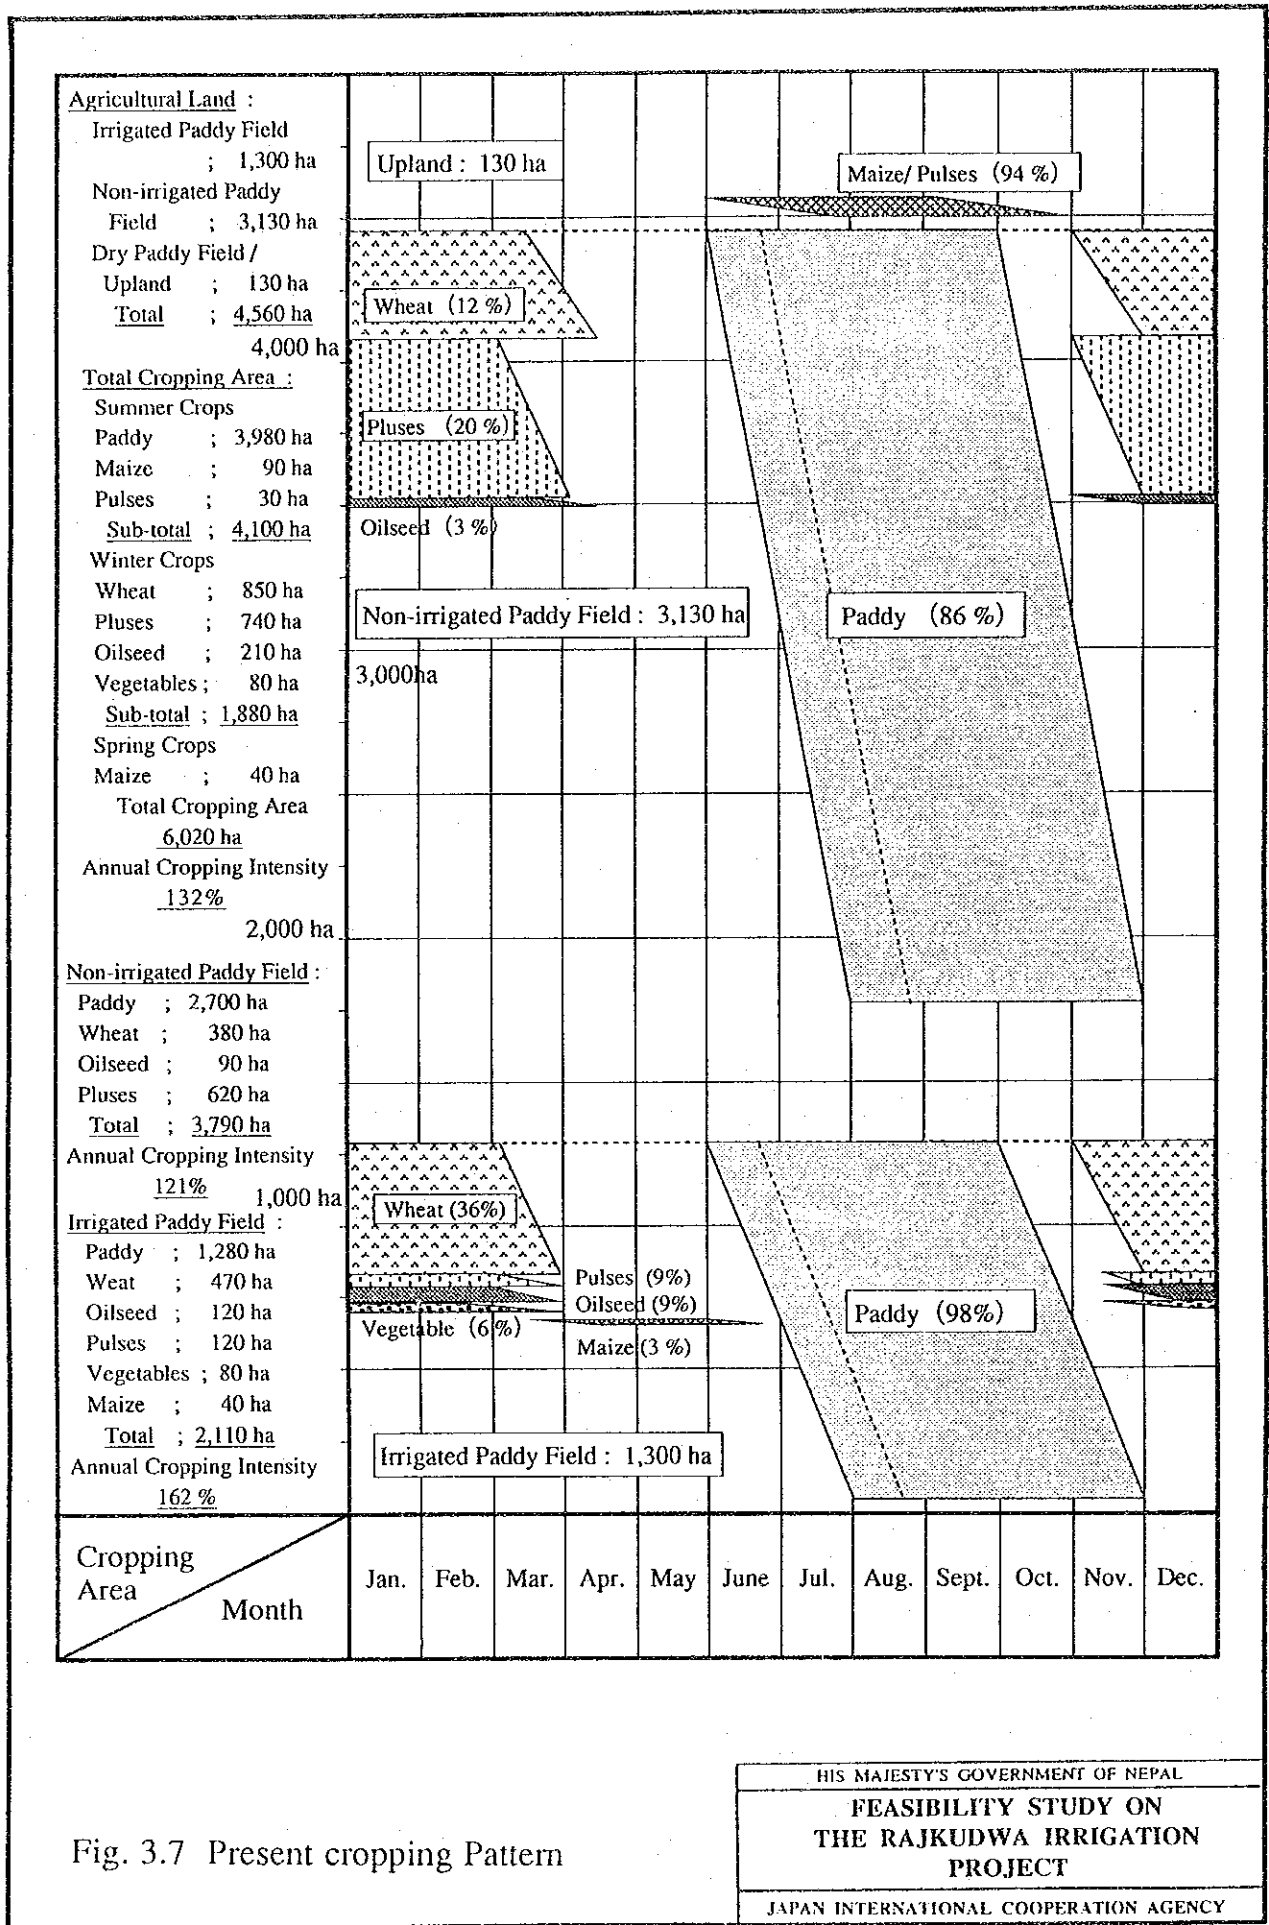 Agricultural Land :
Irrigated Paddy Field
; 1,300 ha
Non-irrigated Paddy
Field ; 3,130 ha
Dry Paddy Field /
Upland ; 130 ha
Total ; 4,560 ha
4,000 ha
Total Cropping Area :
Summer Crops
Paddy ; 3,980 ha
Maize ; 90 ha
Pulses ; 30 ha
Sub-total ; 4,100 ha
Winter Crops
Wheat ; 850 ha
Pluses ; 740 ha
Oilseed ; 210 ha
Vegetables ; 80 ha
Sub-total ; 1,880 ha
Spring Crops
Maize ; 40 ha
Total Cropping Area
6,020 ha
Annual Cropping Intensity
132%
2,000 ha
Non-irrigated Paddy Field :
Paddy ; 2,700 ha
Wheat ; 380 ha
Oilseed ; 90 ha
Pluses ; 620 ha
Total ; 3,790 ha
Annual Cropping Intensity
121%
1,000 ha
Irrigated Paddy Field :
Paddy ; 1,280 ha
Weat ; 470 ha
Oilseed ; 120 ha
Pulses ; 120 ha
Vegetables ; 80 ha
Maize ; 40 ha
Total ; 2,110 ha
Annual Cropping Intensity
162 %
Upland : 130 ha
Maize/ Pulses (94 %)
Wheat (12 %)
Pluses (20 %)
Oilseed (3 %)
Non-irrigated Paddy Field : 3,130 ha
Paddy (86 %)
3,000ha
Wheat (36%)
Pulses (9%)
Oilseed (9%)
Vegetable (6 %)
Maize (3 %)
Paddy (98%)
Irrigated Paddy Field : 1,300 ha
Cropping
Area
Month
Jan. Feb. Mar. Apr. May June Jul. Aug. Sept. Oct. Nov. Dec.
Fig. 3.7 Present cropping Pattern
HIS MAJESTY'S GOVERNMENT OF NEPAL
FEASIBILITY STUDY ON
THE RAJKUDWA IRRIGATION
PROJECT
JAPAN INTERNATIONAL COOPERATION AGENCY